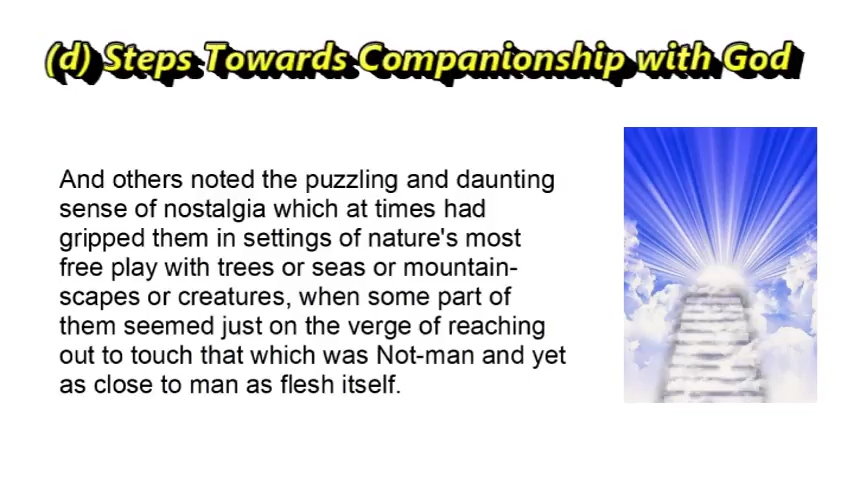 (d) Steps Towards Companionship with God
And others noted the puzzling and daunting
sense of nostalgia which at times had
gripped them in settings of nature's most
free play with trees or seas or mountain-
scapes or creatures, when some part of
them seemed just on the verge of reaching
out to touch that which was Not-man and yet
as close to man as flesh itself.